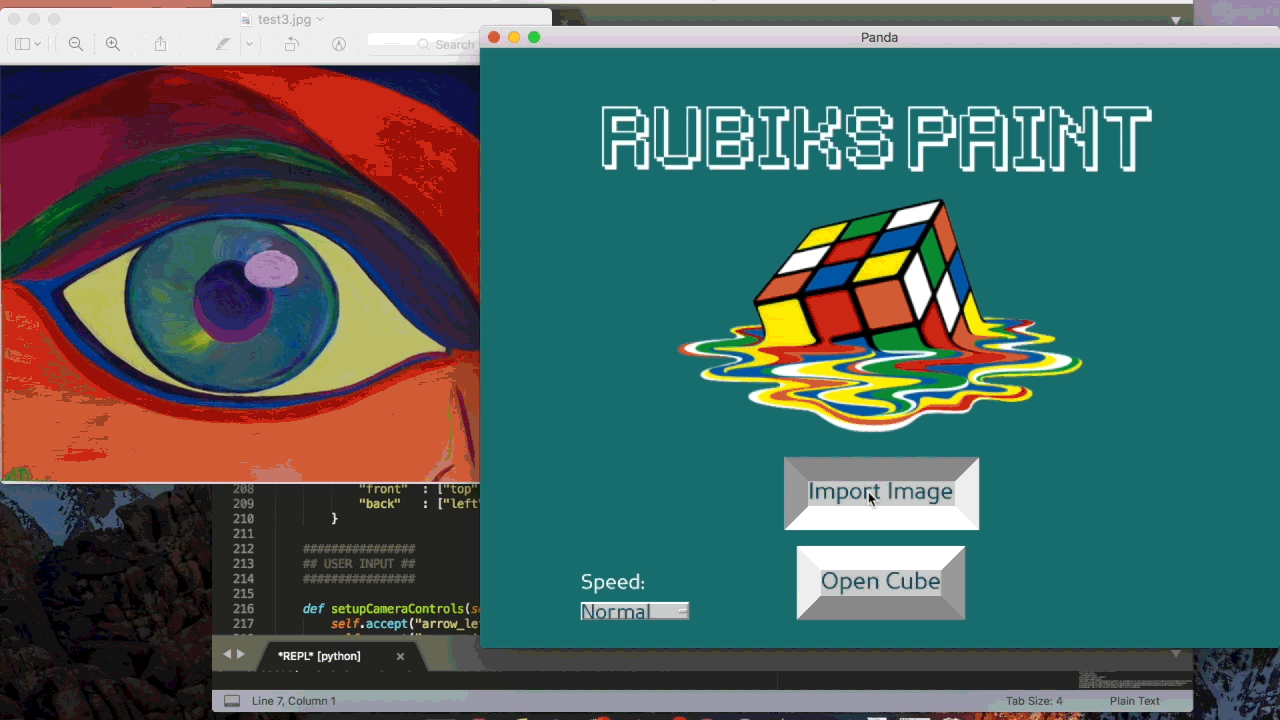 test3.jpg
Search
Panda
RUBIKS PAINT
Import Image
Open Cube
Speed:
Normal
208 "front" : ["top"
209 "back" : ["left
210 }
211
212 ################
213 ## USER INPUT ##
214 ################
215
216 def setupCameraControls(s
217 self.accept("arrow_le
*REPL* [python]
Line 7, Column 1
Tab Size: 4
Plain Text